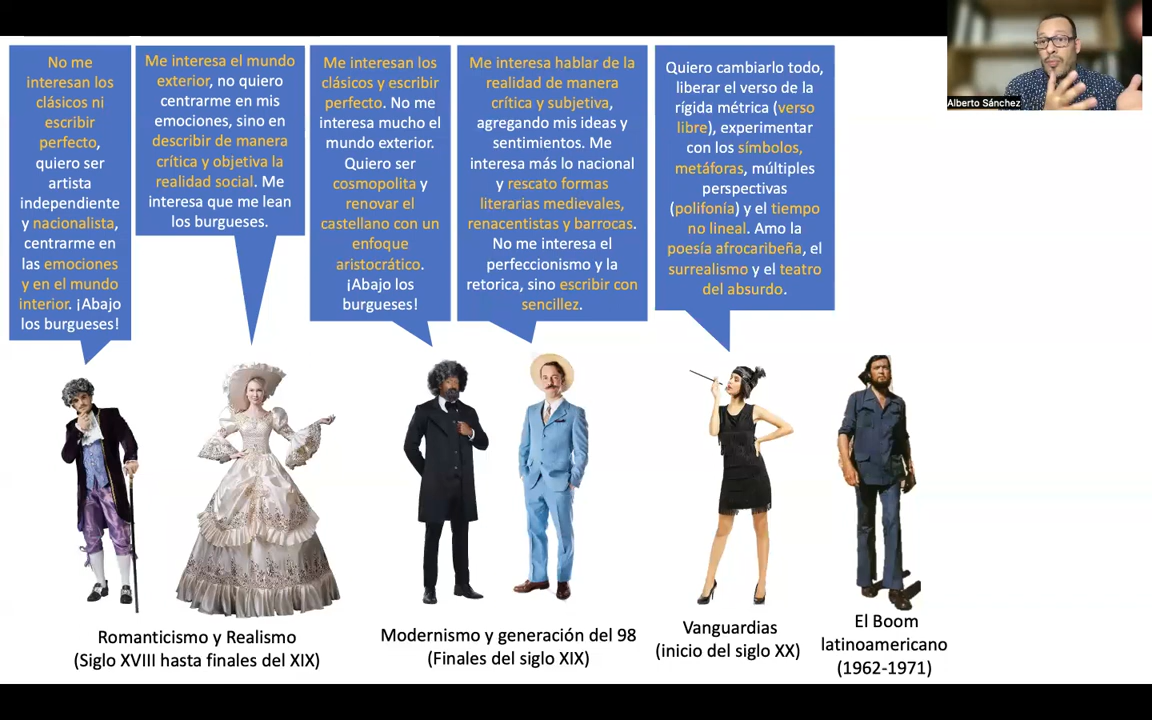 No me
interesan los
clásicos ni
escribir
perfecto,
quiero ser
artista
independiente
y nacionalista,
centrarme en
las emociones
y en el mundo
interior. ¡Abajo
los burgueses!
Me interesa el mundo
exterior, no quiero
centrarme en mis
emociones, sino en
describir de manera
crítica y objetiva la
realidad social. Me
interesa que me lean
los burgueses.
Me interesan los
clásicos y escribir
perfecto. No me
interesa mucho el
mundo exterior.
Quiero ser
cosmopolita y
renovar el
castellano con un
enfoque
aristocrático.
¡Abajo los
burgueses!
Me interesa hablar de la
realidad de manera
crítica y subjetiva,
agregando mis ideas y
sentimientos. Me
interesa más lo nacional
y rescato formas
literarias medievales,
renacentistas y barrocas.
No me interesa el
perfeccionismo y la
retorica, sino escribir con
sencillez.
Quiero cambiarlo todo,
liberar el verso de la
rígida métrica (verso
libre), experimentar
con los símbolos,
metáforas, múltiples
perspectivas
(polifonía) y el tiempo
no lineal. Amo la
poesía afrocaribeña, el
surrealismo y el teatro
del absurdo.
Alberto Sánchez
Romanticismo y Realismo
(Siglo XVIII hasta finales del XIX)
Modernismo y generación del 98
(Finales del siglo XIX)
Vanguardias
(inicio del siglo XX)
El Boom
latinoamericano
(1962-1971)